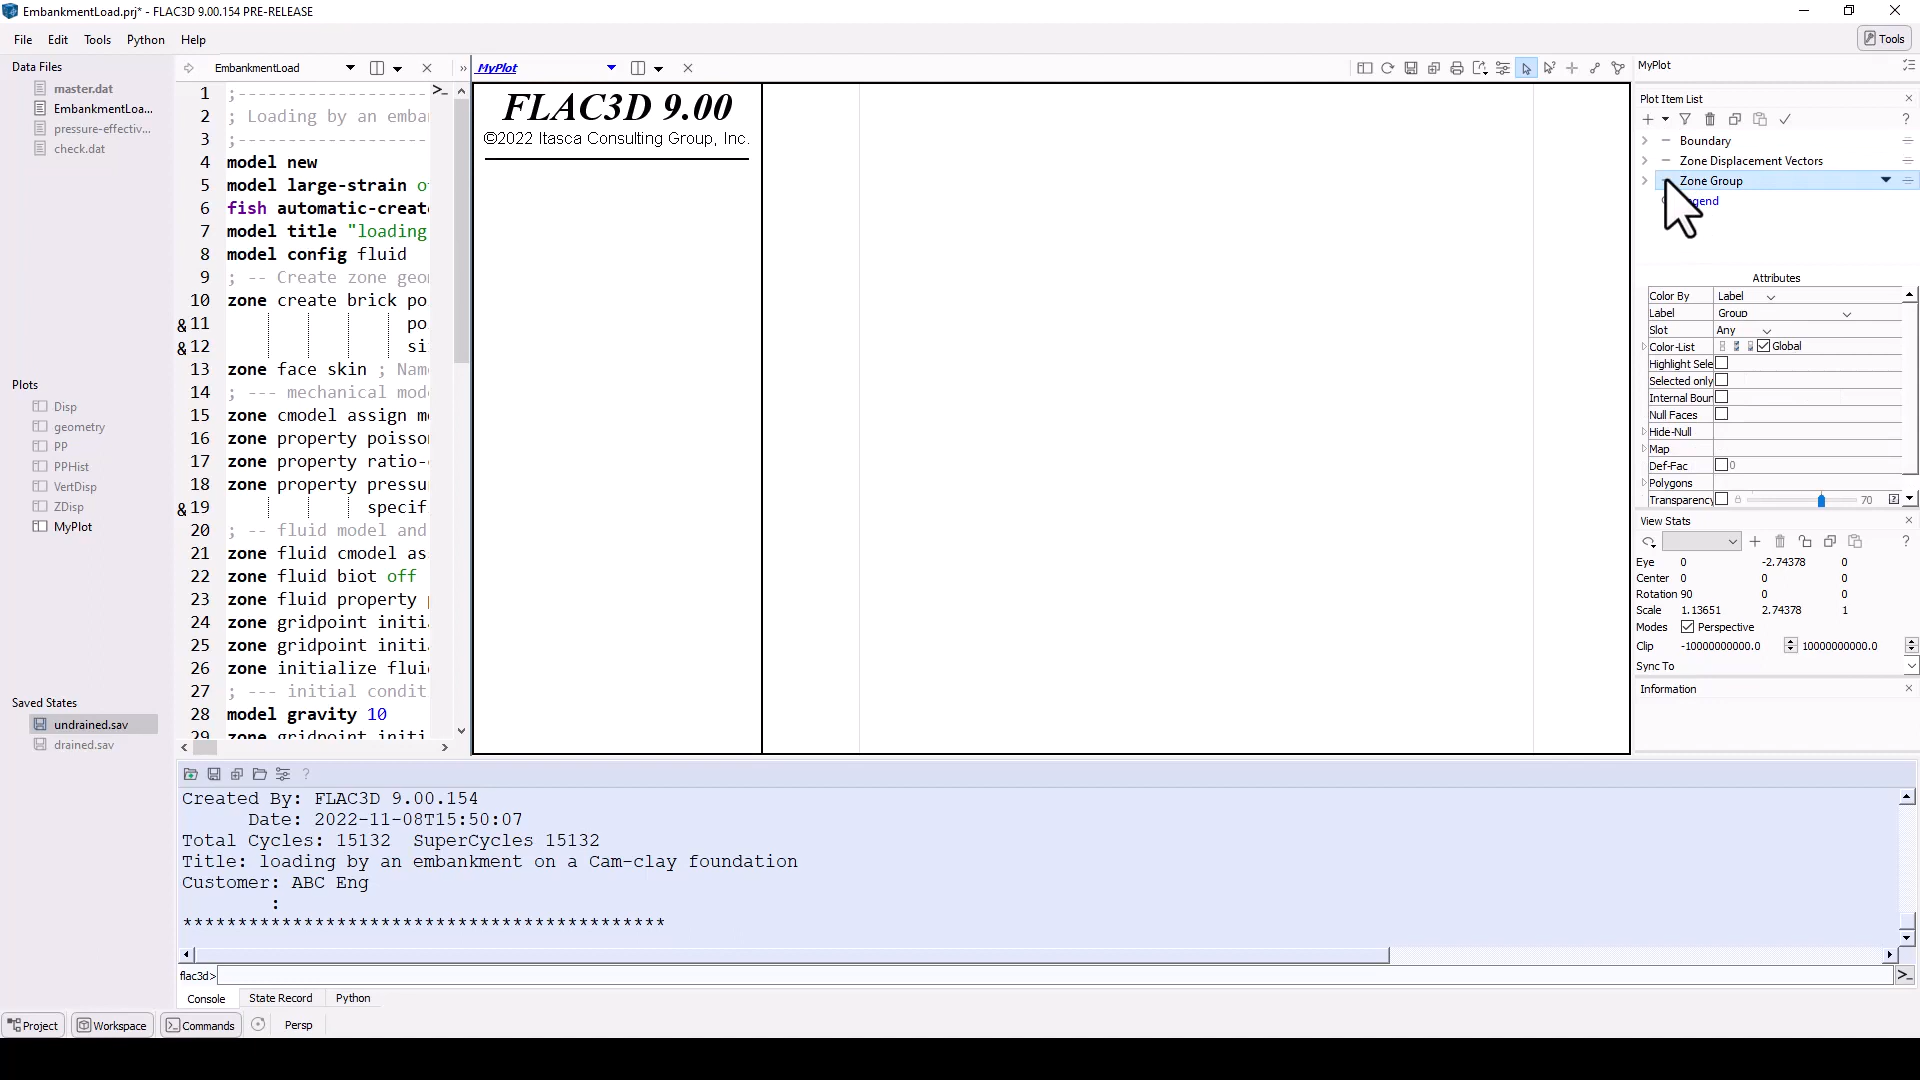 EmbankmentLoad.prj* - FLAC3D 9.00.154 PRE-RELEASE
File Edit Tools Python Help
Tools
Data Files
master.dat
EmbankmentLoa...
pressure-effectiv...
check.dat
Plots
Disp
geometry
PP
PPHist
VertDisp
ZDisp
MyPlot
Saved States
undrained.sav
drained.sav
EmbankmentLoad
1 ;--------------------
2 ; Loading by an emba
3 ;--------------------
4 model new
5 model large-strain o
6 fish automatic-creat
7 model title "loading
8 model config fluid
9 ; -- Create zone geo
10 zone create brick po
&11 po
&12 si
13 zone face skin ; Nam
14 ; --- mechanical mod
15 zone cmodel assign m
16 zone property poisso
17 zone property ratio-
18 zone property pressu
&19 specif
20 ; -- fluid model and
21 zone fluid cmodel as
22 zone fluid biot off
23 zone fluid property
24 zone gridpoint initi
25 zone gridpoint initi
26 zone initialize flui
27 ; --- initial condit
28 model gravity 10
29 zone gridpoint initi
MyPlot
FLAC3D 9.00
©2022 Itasca Consulting Group, Inc.
MyPlot
Plot Item List
Boundary
Zone Displacement Vectors
Zone Group
gend
Attributes
Color By Label
Label Group
Slot Any
Color-List Global
Highlight Sele
Selected only
Internal Boun
Null Faces
Hide-Null
Map
Def-Fac 0
Polygons
Transparency 70
View Stats
Eye 0 -2.74378 0
Center 0 0 0
Rotation 90 0 0
Scale 1.13651 2.74378 1
Modes Perspective
Clip -10000000000.0 10000000000.0
Sync To
Information
Created By: FLAC3D 9.00.154
Date: 2022-11-08T15:50:07
Total Cycles: 15132 SuperCycles 15132
Title: loading by an embankment on a Cam-clay foundation
Customer: ABC Eng
:
********************************************
flac3d>
Console State Record Python
Project Workspace Commands Persp